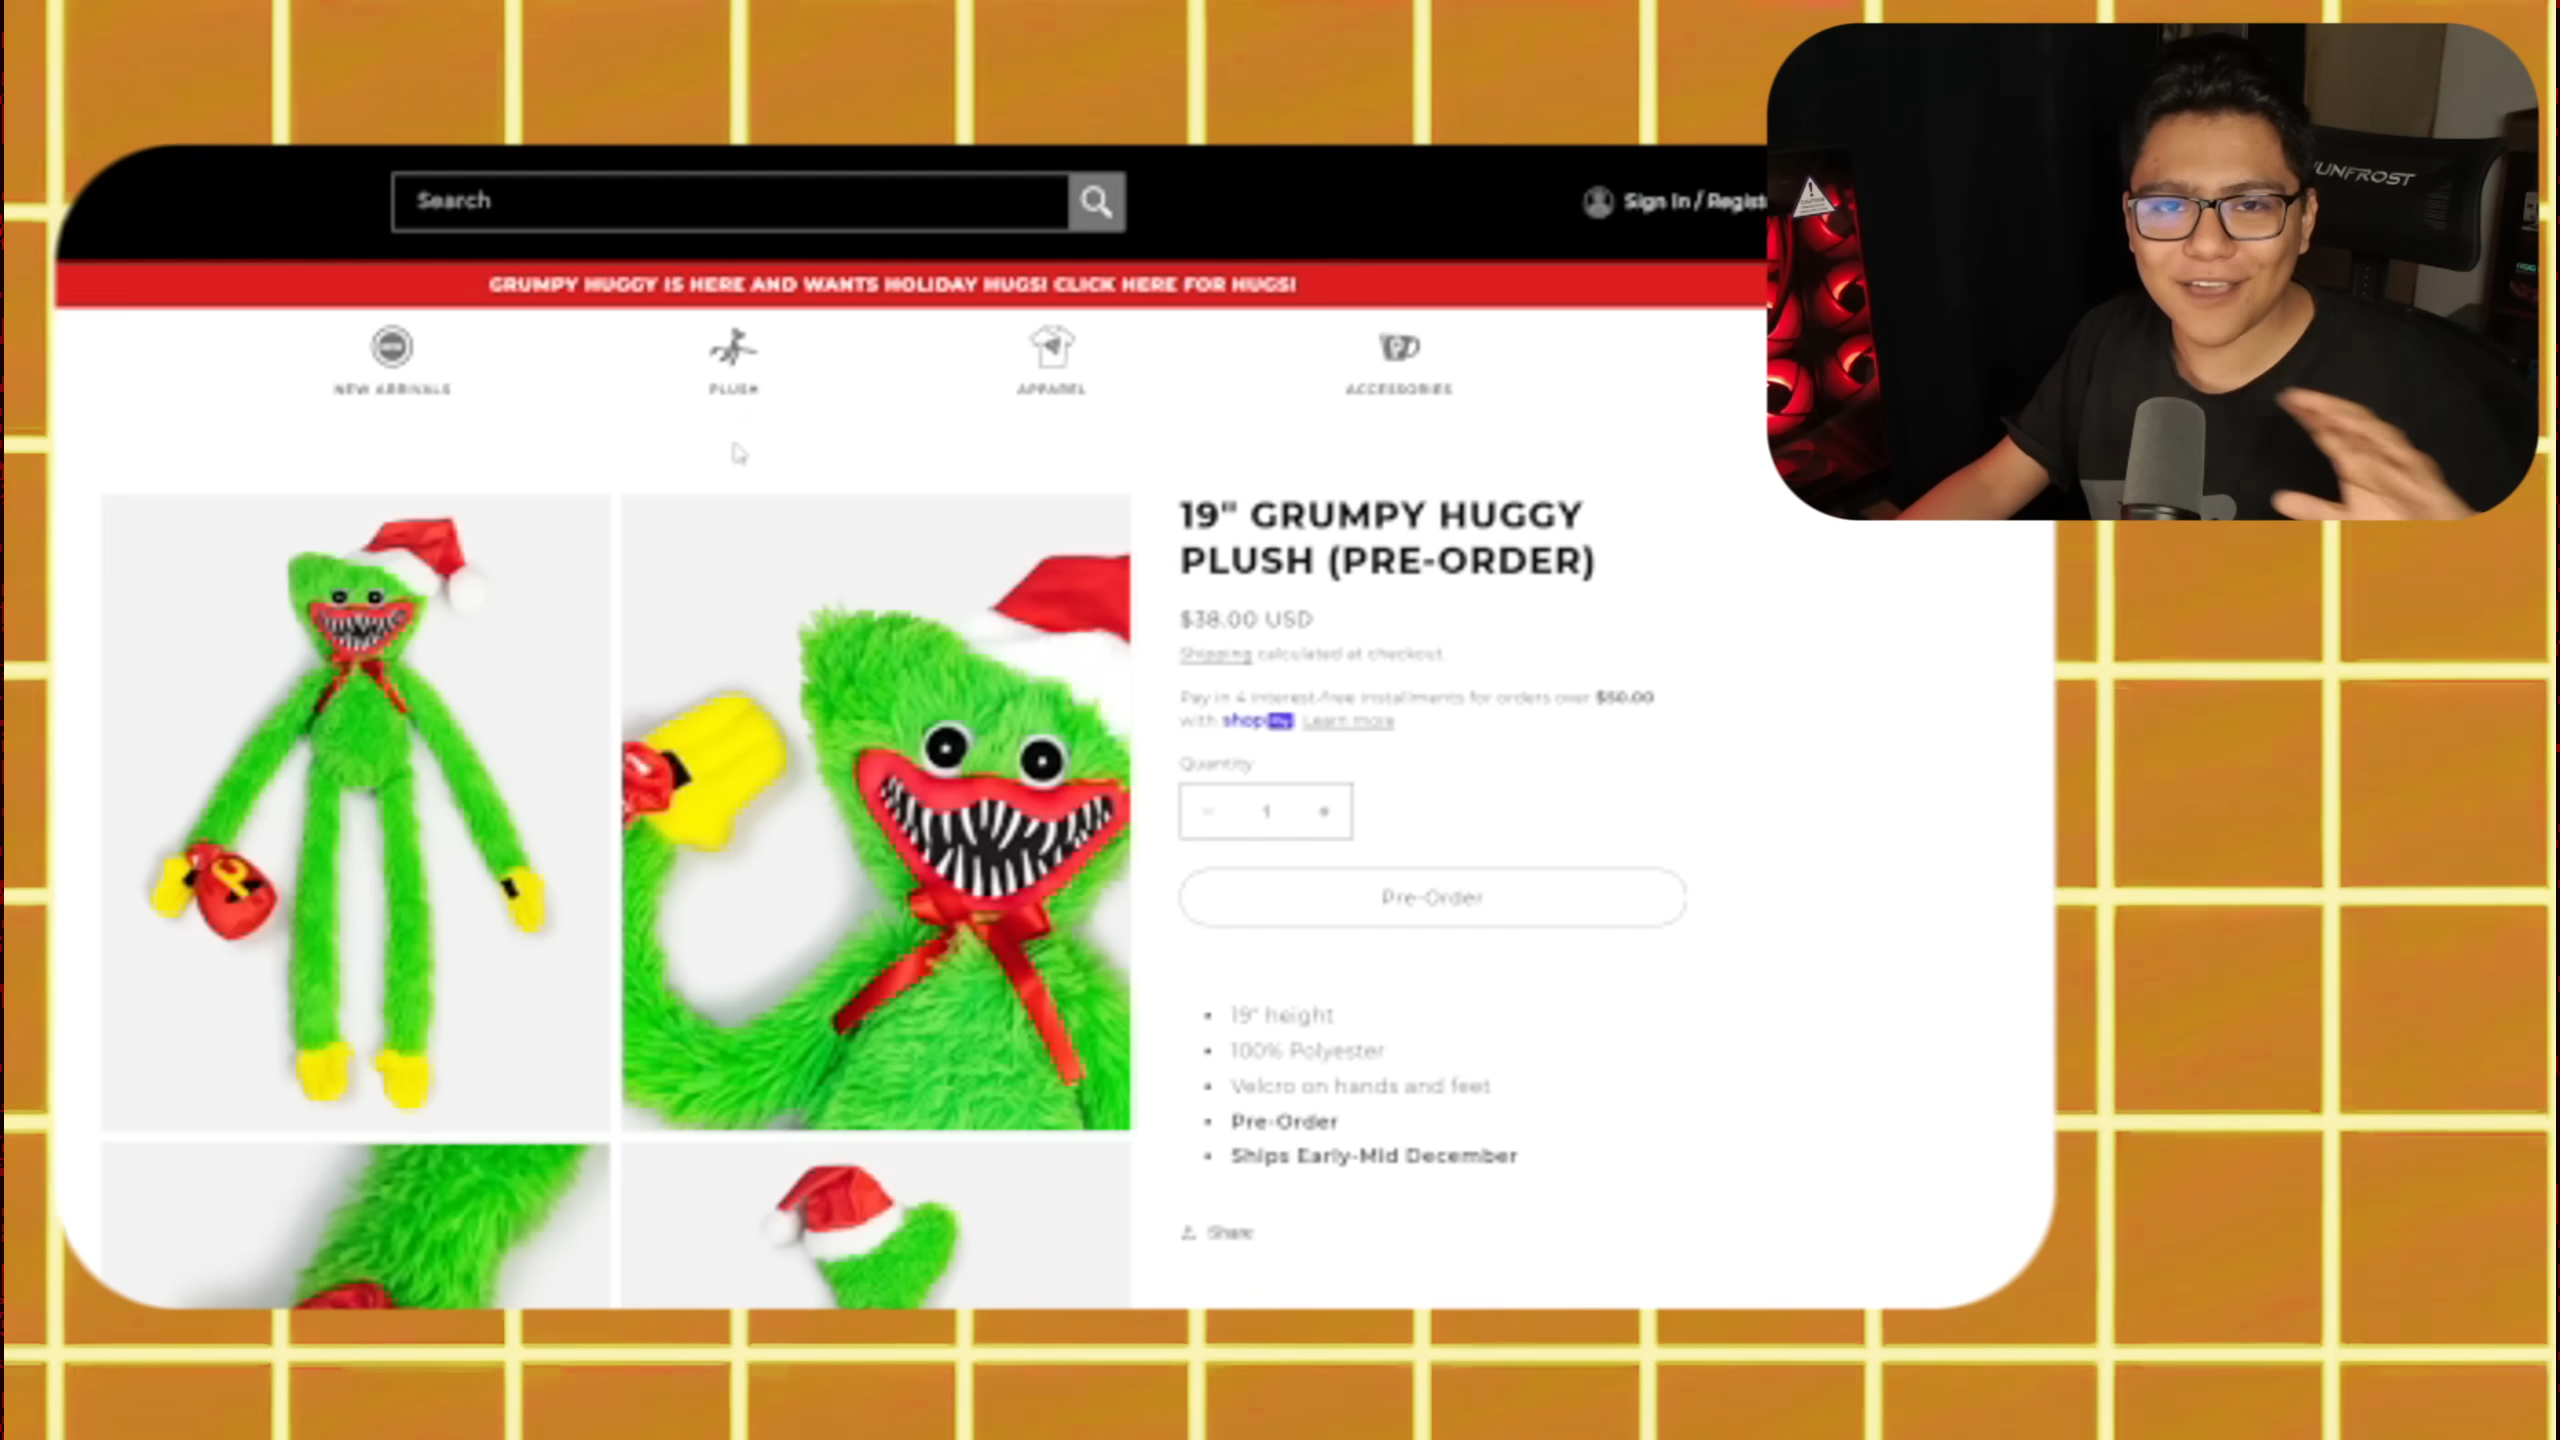 Search
Sign In / Regist
GRUMPY HUGGY IS HERE AND WANTS HOLIDAY HUGS! CLICK HERE FOR HUGS!
NEW ARRIVALS
PLUSH
APPAREL
ACCESSORIES
19" GRUMPY HUGGY
PLUSH (PRE-ORDER)
$38.00 USD
Shipping calculated at checkout.
Pay in 4 interest-free installments for orders over $50.00
with shop Pay Learn more
Quantity
1
Pre-Order
• 19" height
• 100% Polyester
• Velcro on hands and feet
• Pre-Order
• Ships Early-Mid December
Share
UNFROST